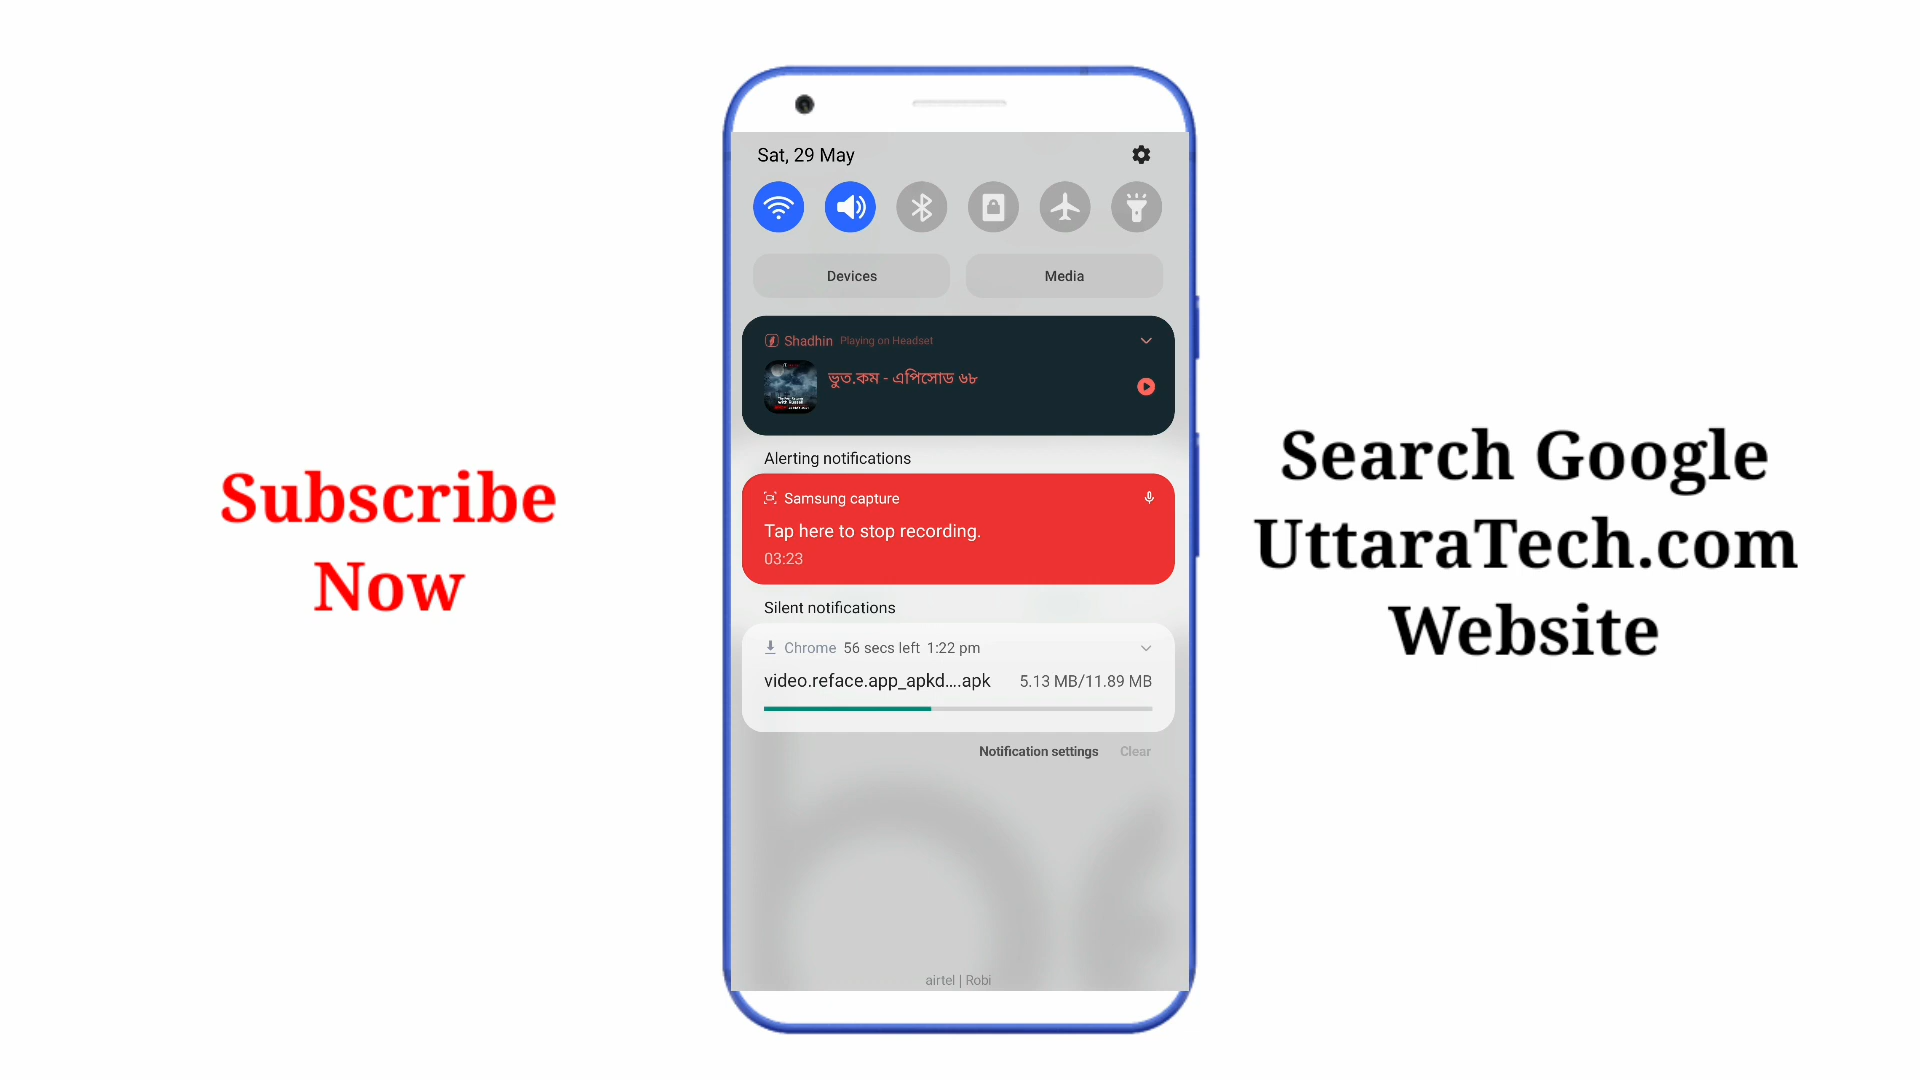 Subscribe
Now
Sat, 29 May
Devices
Media
Shadhin Playing on Headset
ভুত.কম - এপিসোড ৬৮
Alerting notifications
Samsung capture
Tap here to stop recording.
03:23
Silent notifications
Chrome 56 secs left 1:22 pm
video.reface.app_apkd....apk 5.13 MB/11.89 MB
Notification settings Clear
airtel | Robi
Search Google
UttaraTech.com
Website